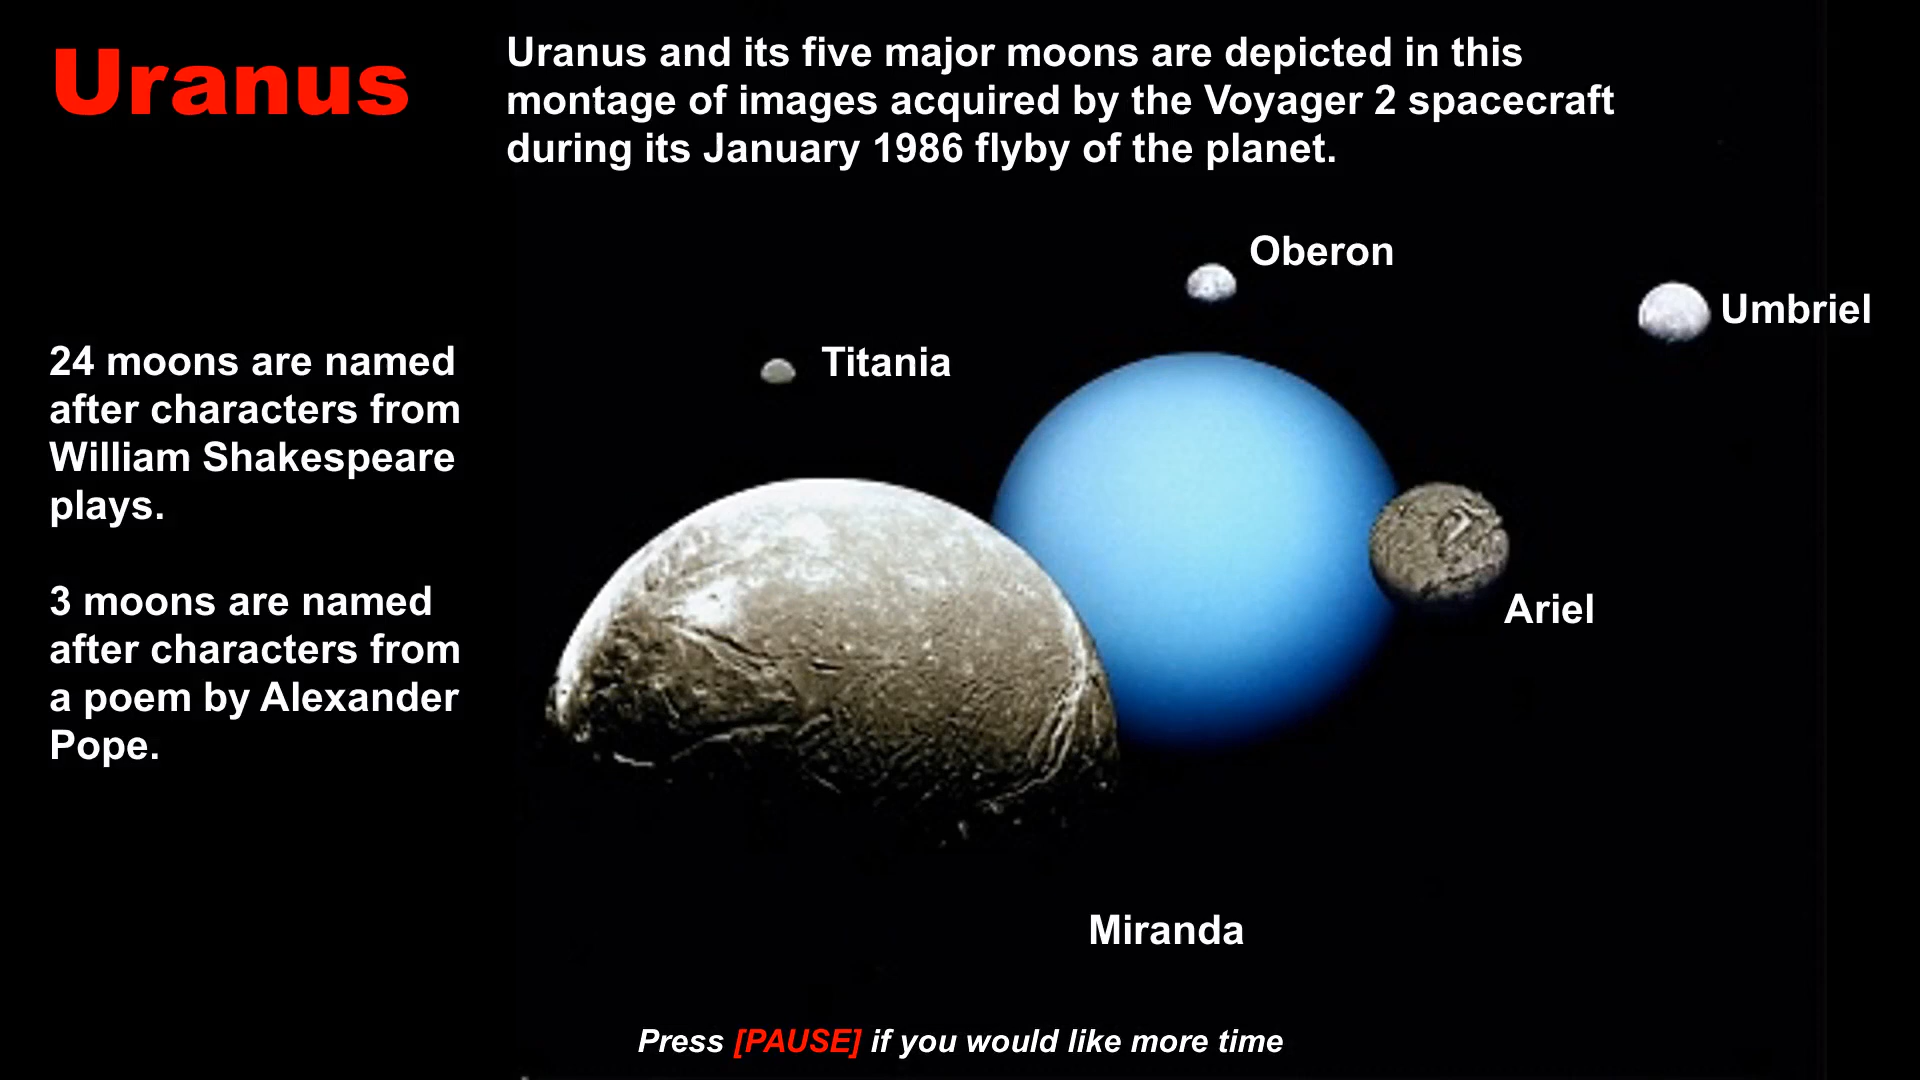 Uranus
Uranus and its five major moons are depicted in this
montage of images acquired by the Voyager 2 spacecraft
during its January 1986 flyby of the planet.
Oberon
Umbriel
Titania
24 moons are named
after characters from
William Shakespeare
plays.
3 moons are named
after characters from
a poem by Alexander
Pope.
Ariel
Miranda
Press [PAUSE] if you would like more time